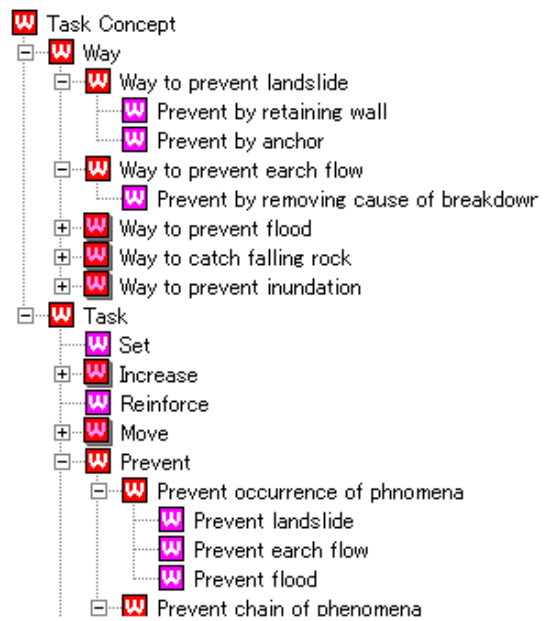 Task Concept
Way
Way to prevent landslide
Prevent by retaining wall
Prevent by anchor
Way to prevent earch flow
Prevent by removing cause of breakdowr
Way to prevent flood
Way to catch falling rock
Way to prevent inundation
Task
Set
Increase
Reinforce
Move
Prevent
Prevent occurrence of phnomena
Prevent landslide
Prevent earch flow
Prevent flood
Prevent chain of phenomena